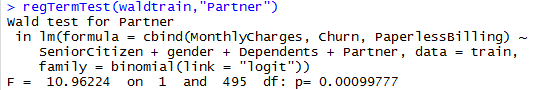 > regTermTest(waldtrain,"Partner")
Wald test for Partner
in lm(formula = cbind(MonthlyCharges, Churn, PaperlessBilling) ~
SeniorCitizen + gender + Dependents + Partner, data = train,
family = binomial(link = "logit"))
F = 10.96224 on 1 and 495 df: p= 0.00099777